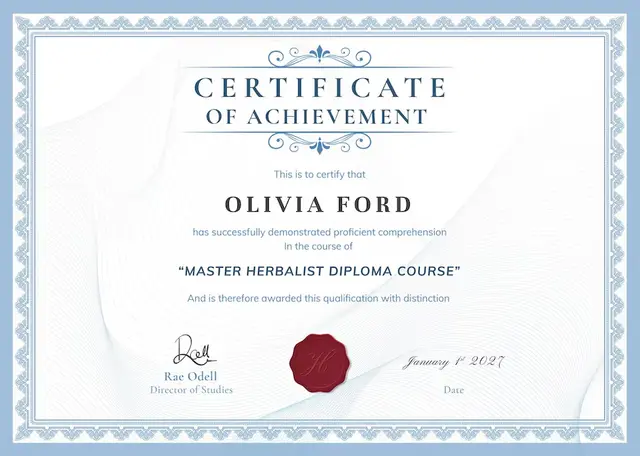 CERTIFICATE
OF ACHIEVEMENT
This is to certify that
OLIVIA FORD
has successfully demonstrated proficient comprehension
In the course of
“MASTER HERBALIST DIPLOMA COURSE”
And is therefore awarded this qualification with distinction
H
January 1st 2027
Rae Odell
Director of Studies
Date